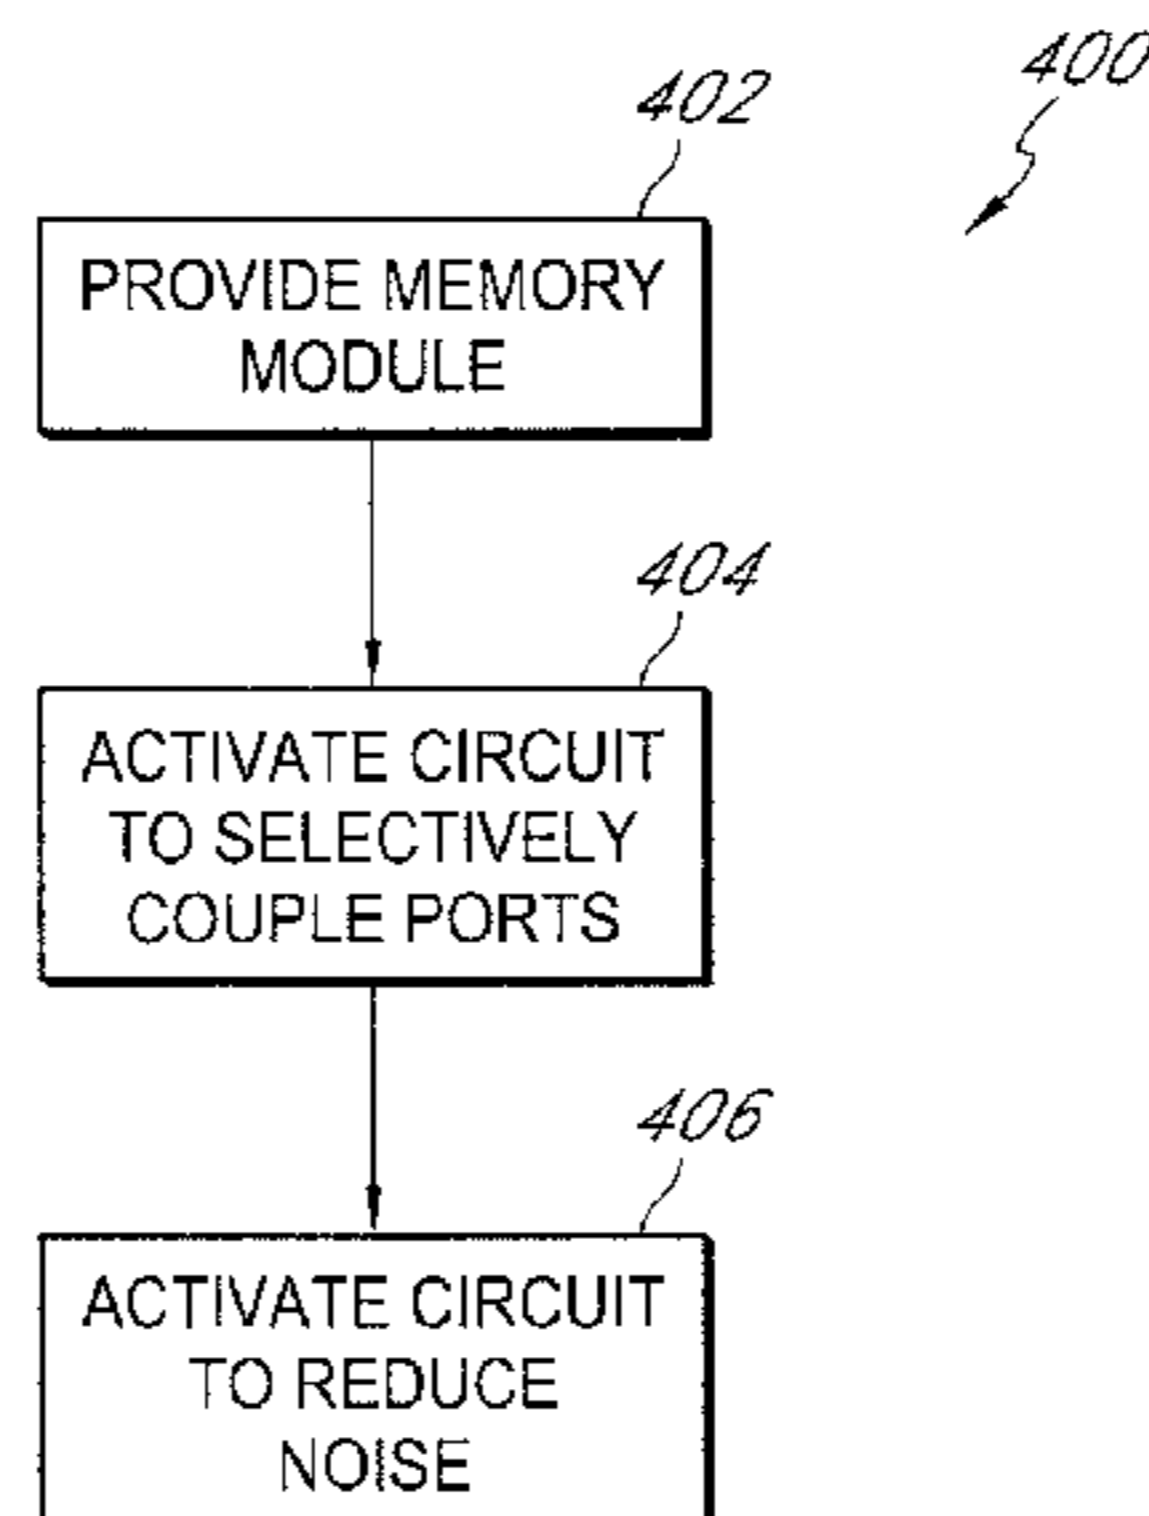 400
402
PROVIDE MEMORY
MODULE
404
ACTIVATE CIRCUIT
TO SELECTIVELY
COUPLE PORTS
406
ACTIVATE CIRCUIT
TO REDUCE
NOISE